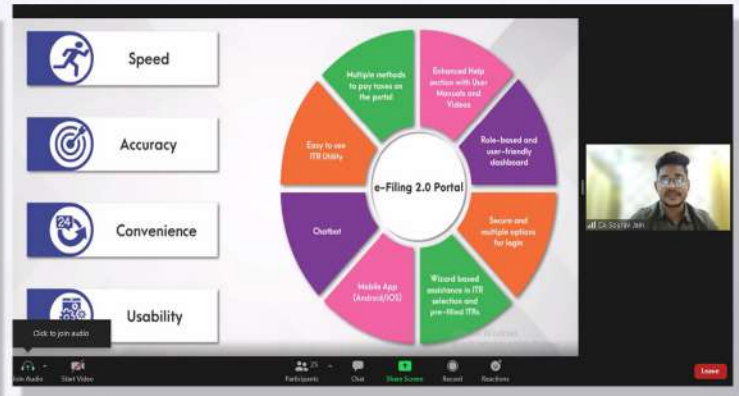 Speed
Accuracy
24
Convenience
Usability
Multiple methods
to pay taxes on
the portal
Enhanced Help
section with User
Manuals and
Videos
Role-based and
user-friendly
dashboard
Secure and
multiple options
for login
Wizard based
assistance in ITR
selection and
pre-filled ITRs
Mobile App
(Android/IOS)
Chatbot
Easy to use
ITR Utility
e-Filing 2.0 Portal
CA Sourav Jain
Click to join audio
Join Audio
Start Video
25
Participants
Chat
Share Screen
Record
Reactions
Leave